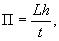 П = Lh/t,